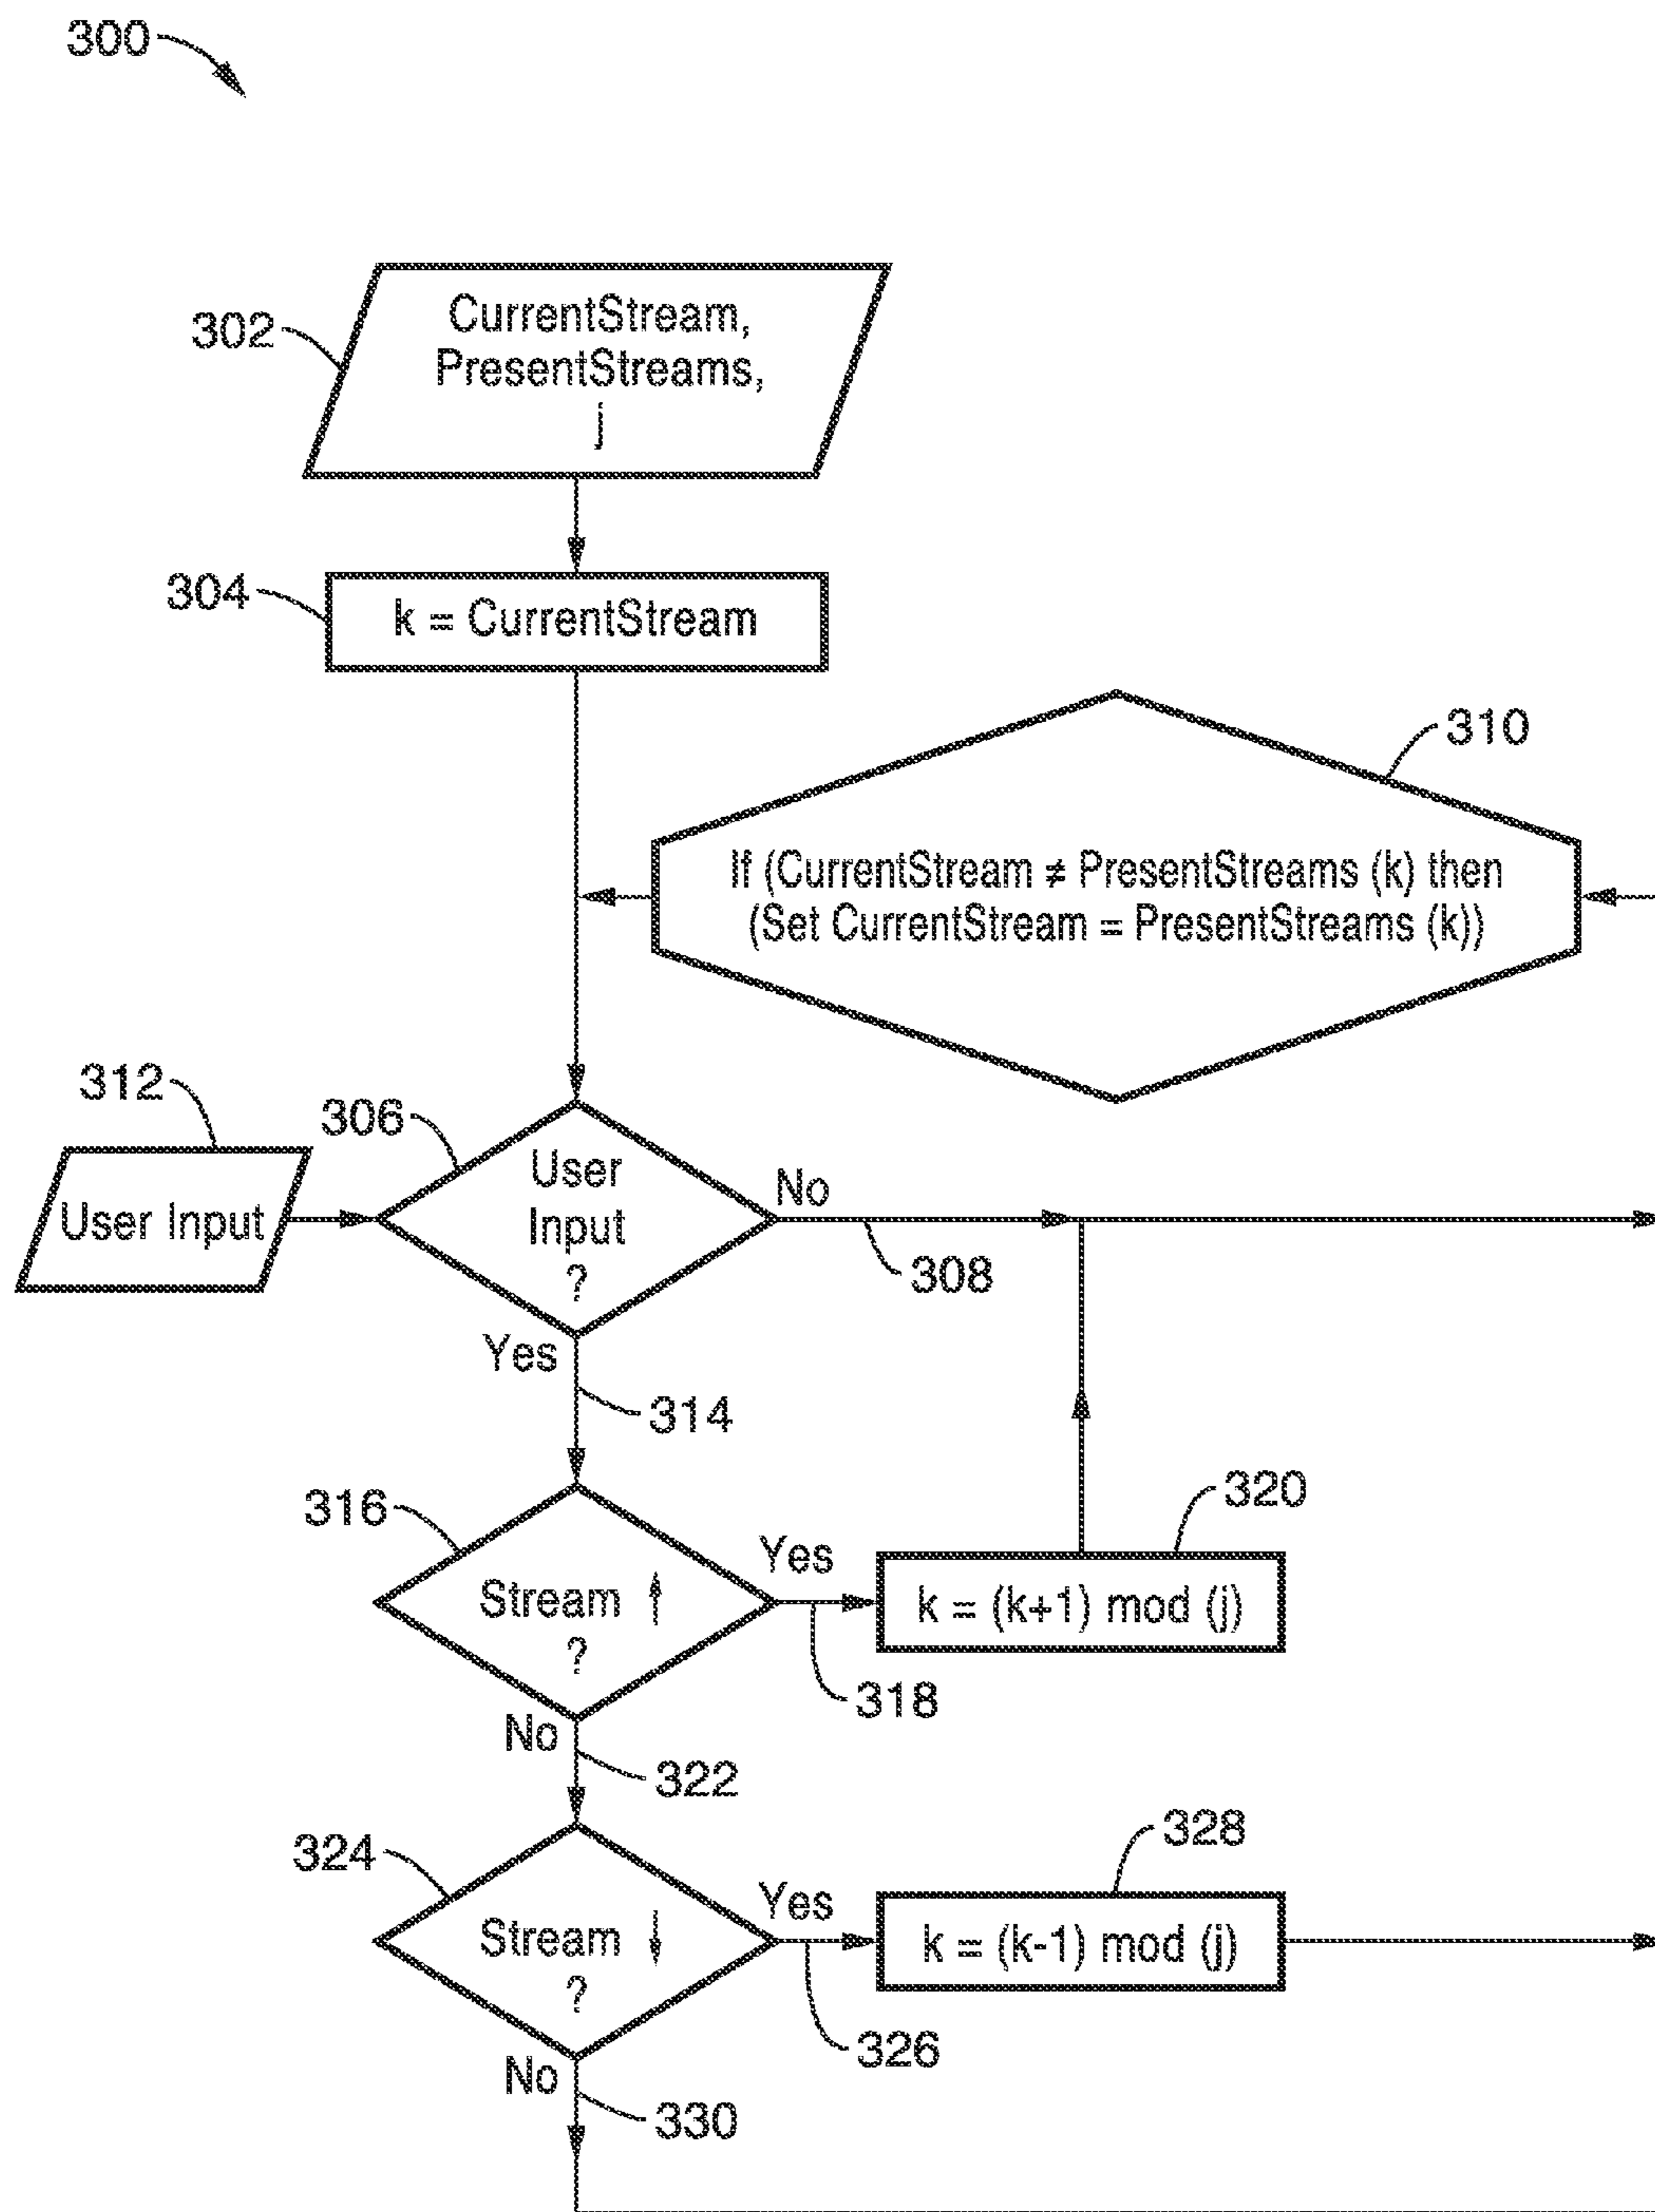 300
302
CurrentStream,
PresentStreams,
j
304
k = CurrentStream
310
If (CurrentStream ≠ PresentStreams (k) then
(Set CurrentStream = PresentStreams (k))
312
306
User Input
User
Input
?
No
308
Yes
314
316
Stream ↑
?
Yes
318
320
k = (k+1) mod (j)
No
322
324
Stream ↓
?
Yes
326
328
k = (k-1) mod (j)
No
330